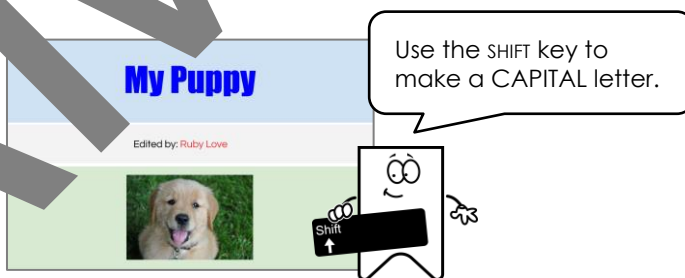 My Puppy
Edited by: Ruby Love
Use the SHIFT key to
make a CAPITAL letter.
Shift